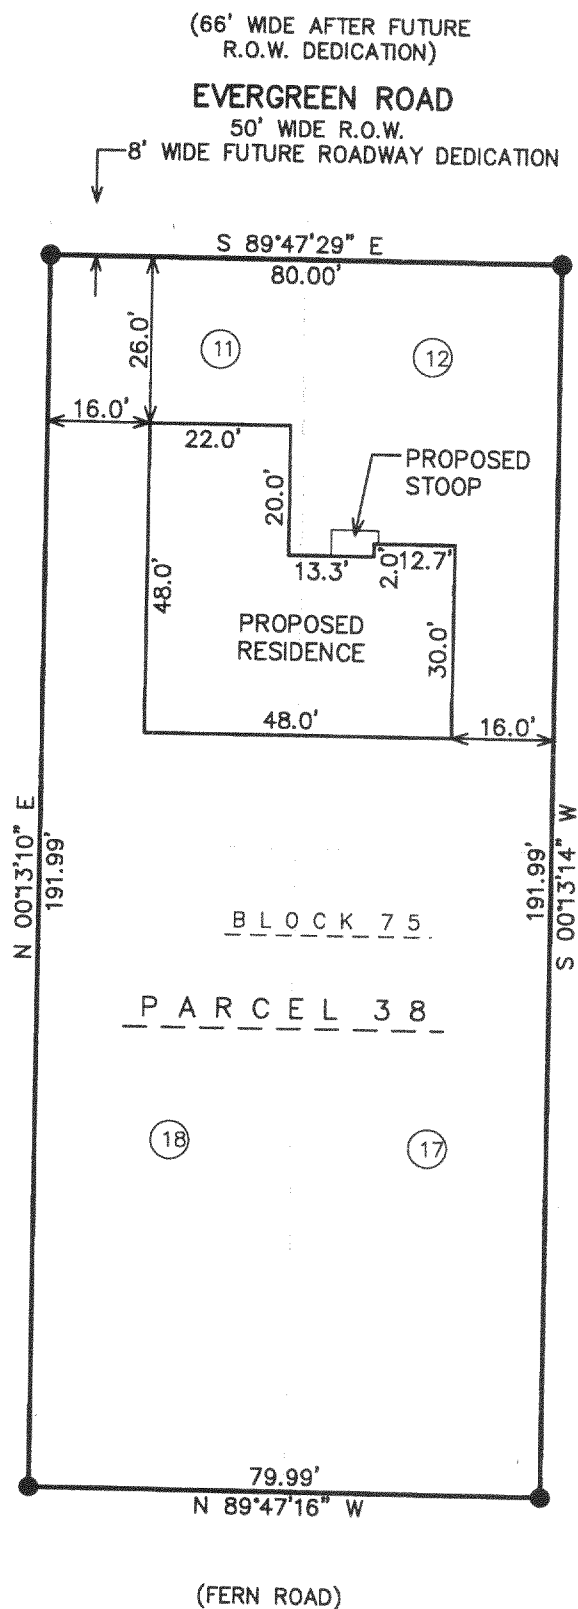 (66' WIDE AFTER FUTURE
R.O.W. DEDICATION)
EVERGREEN ROAD
50' WIDE R.O.W.
8' WIDE FUTURE ROADWAY DEDICATION
S 89°47'29" E
80.00'
26.0'
11
12
16.0'
22.0'
PROPOSED
STOOP
20.0'
13.3'
2.0'
12.7'
48.0'
PROPOSED
RESIDENCE
30.0'
48.0'
16.0'
N 00°13'10" E
191.99'
191.99'
S 00°13'14" W
BLOCK 75
PARCEL 38
18
17
79.99'
N 89°47'16" W
(FERN ROAD)